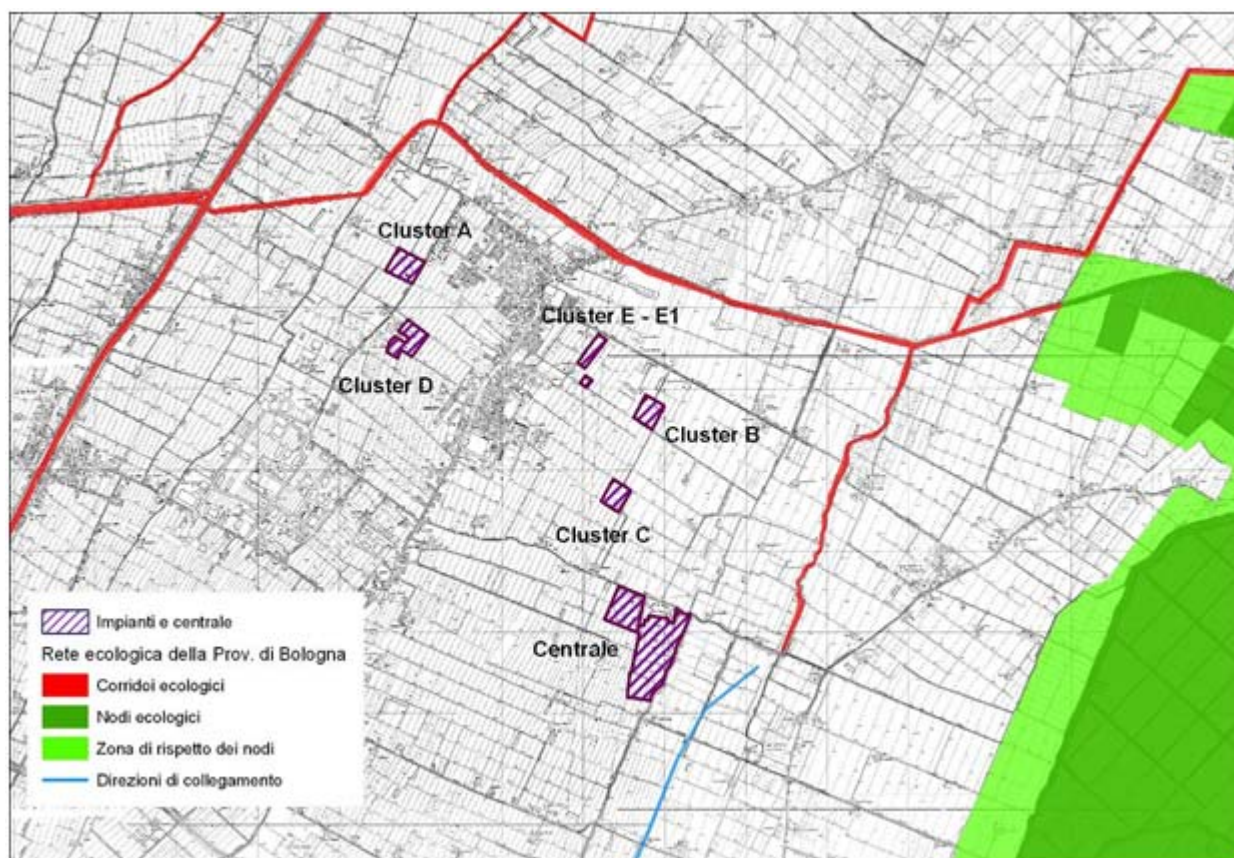 Cluster A
Cluster E - E1
Cluster D
Cluster B
Cluster C
Centrale
Impianti e centrale
Rete ecologica della Prov. di Bologna
Corridoi ecologici
Nodi ecologici
Zona di rispetto dei nodi
Direzioni di collegamento